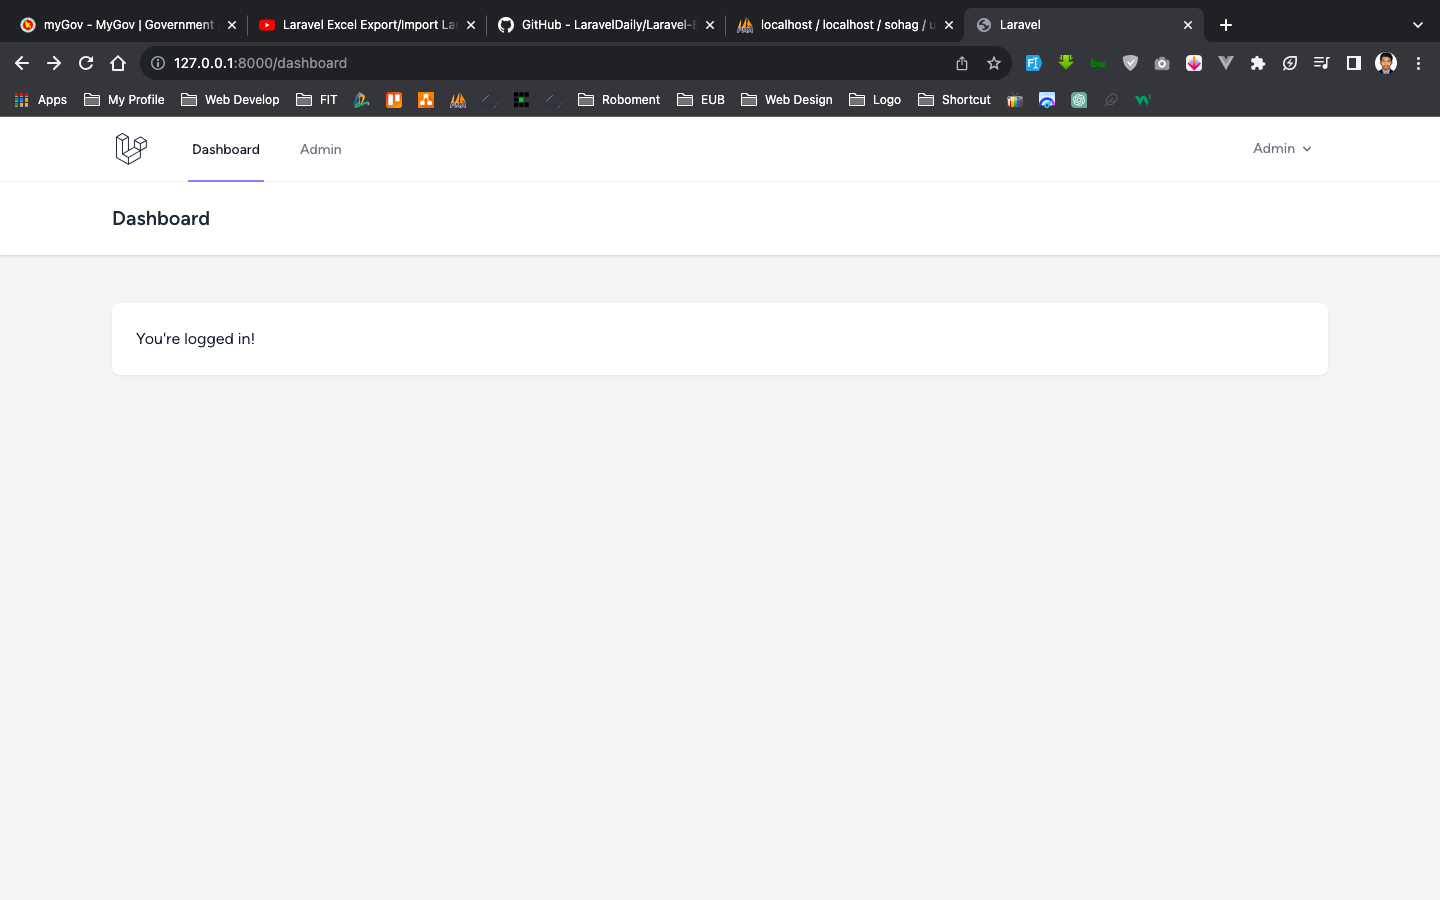 myGov - MyGov | Government
Laravel Excel Export/Import La
GitHub - LaravelDaily/Laravel-E
localhost / localhost / sohag / u
Laravel
127.0.0.1:8000/dashboard
Apps
My Profile
Web Develop
FIT
Roboment
EUB
Web Design
Logo
Shortcut
Dashboard
Admin
Admin
Dashboard
You're logged in!